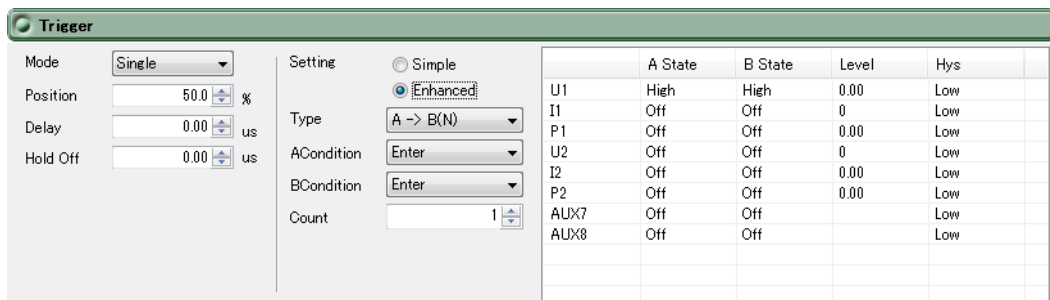 Trigger
Mode Single
Position 50.0 %
Delay 0.00 us
Hold Off 0.00 us
Setting Simple
Enhanced
Type A -> B(N)
ACondition Enter
BCondition Enter
Count 1
A State B State Level Hys
U1 High High 0.00 Low
I1 Off Off 0 Low
P1 Off Off 0.00 Low
U2 Off Off 0 Low
I2 Off Off 0.00 Low
P2 Off Off 0.00 Low
AUX7 Off Off Low
AUX8 Off Off Low